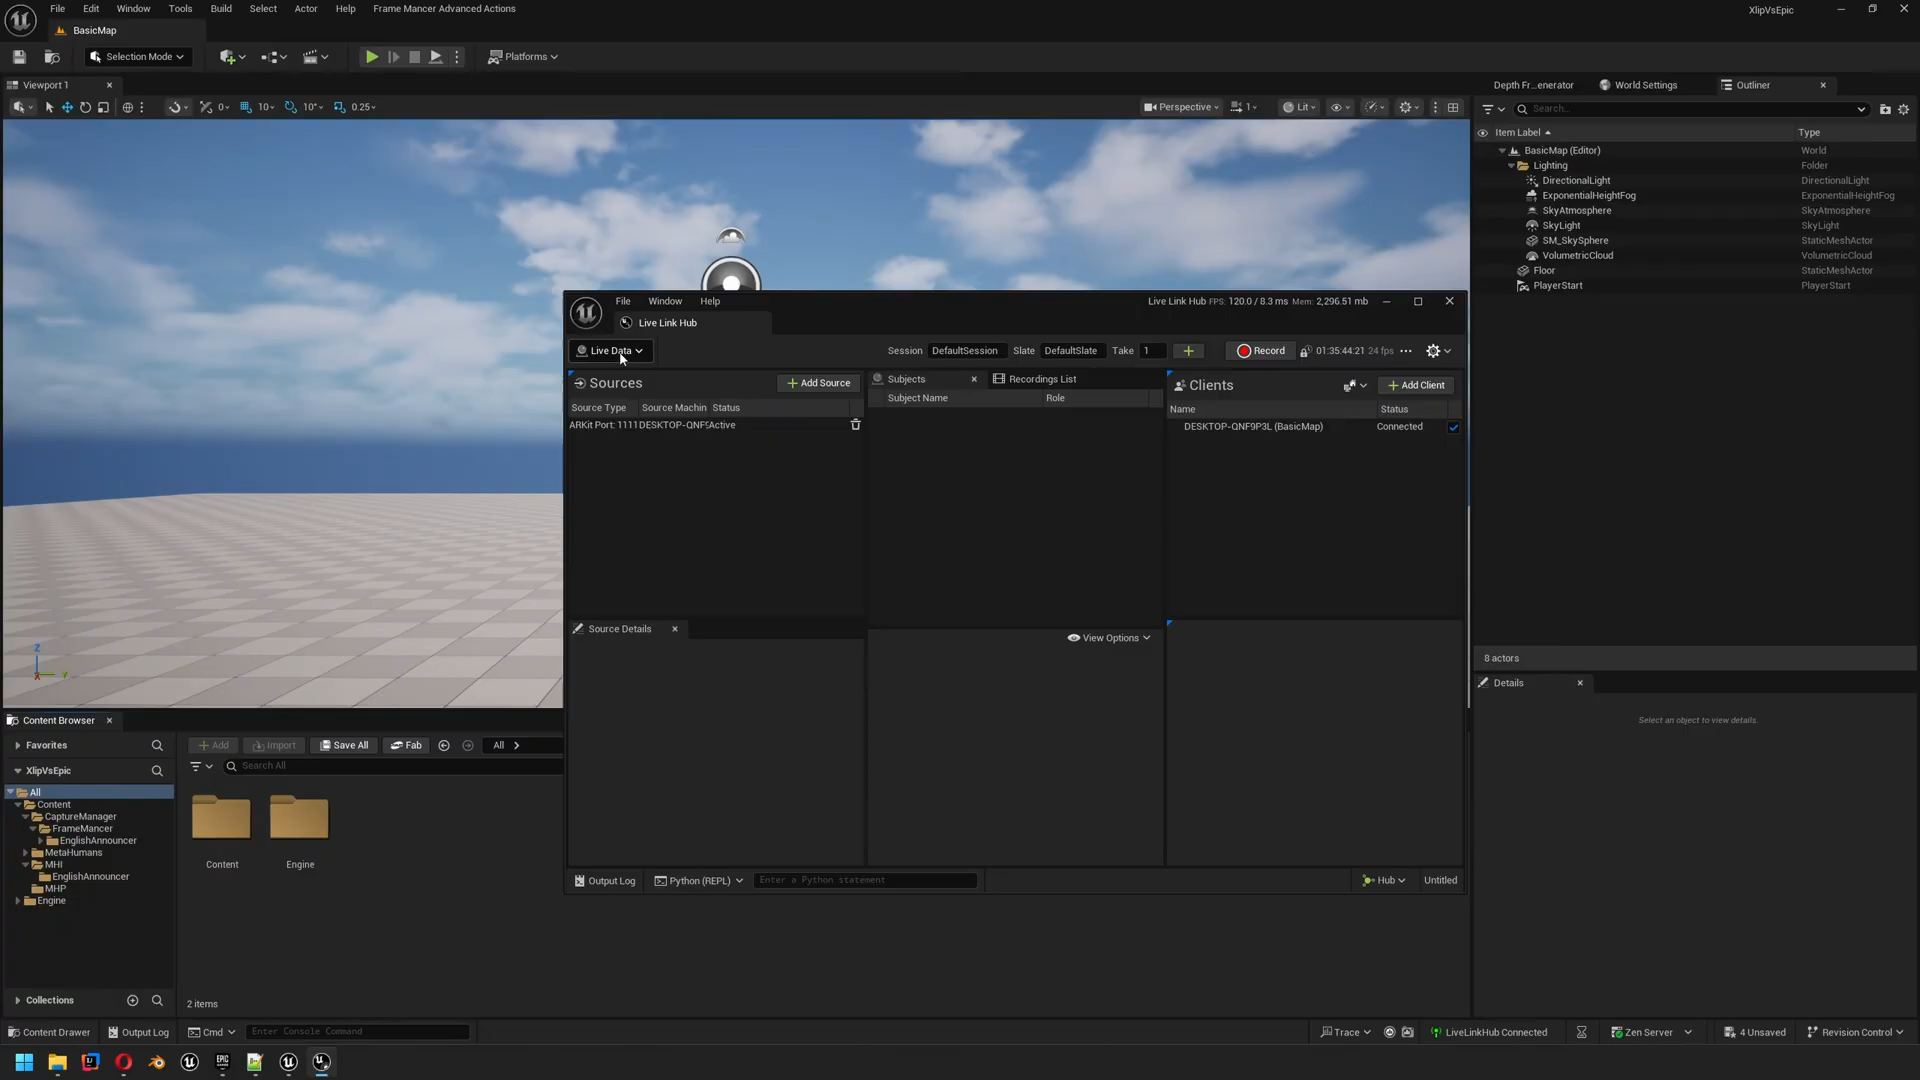 File Edit Window Tools Build Select Actor Help Frame Mancer Advanced Actions
XlipVsEpic
BasicMap
Selection Mode
Platforms
Viewport 1
0
10
10°
0.25
Perspective
1
Lit
Depth Fr...enerator
World Settings
Outliner
Search...
Item Label
Type
BasicMap (Editor) World
Lighting Folder
DirectionalLight DirectionalLight
ExponentialHeightFog ExponentialHeightFog
SkyAtmosphere SkyAtmosphere
SkyLight SkyLight
SM_SkySphere StaticMeshActor
VolumetricCloud VolumetricCloud
Floor StaticMeshActor
PlayerStart PlayerStart
8 actors
Details
Select an object to view details.
File Window Help
Live Link Hub FPS: 120.0 / 8.3 ms Mem: 2,296.51 mb
Live Link Hub
Live Data
Session DefaultSession Slate DefaultSlate Take 1
Record
01:35:44:21 24 fps
Sources
Add Source
Source Type Source Machin Status
ARKit Port: 1111 DESKTOP-QNF9 Active
Subjects
Recordings List
Subject Name Role
Clients
Add Client
Name Status
DESKTOP-QNF9P3L (BasicMap) Connected
Source Details
View Options
Output Log
Python (REPL)
Enter a Python statement
Hub
Untitled
Z
X
Y
Content Browser
Favorites
XlipVsEpic
All
Content
CaptureManager
FrameMancer
EnglishAnnouncer
MetaHumans
MHI
EnglishAnnouncer
MHP
Engine
Collections
Add
Import
Save All
Fab
All
Search All
Content
Engine
2 items
Content Drawer
Output Log
Cmd
Enter Console Command
Trace
LiveLinkHub Connected
Zen Server
4 Unsaved
Revision Control
EPIC